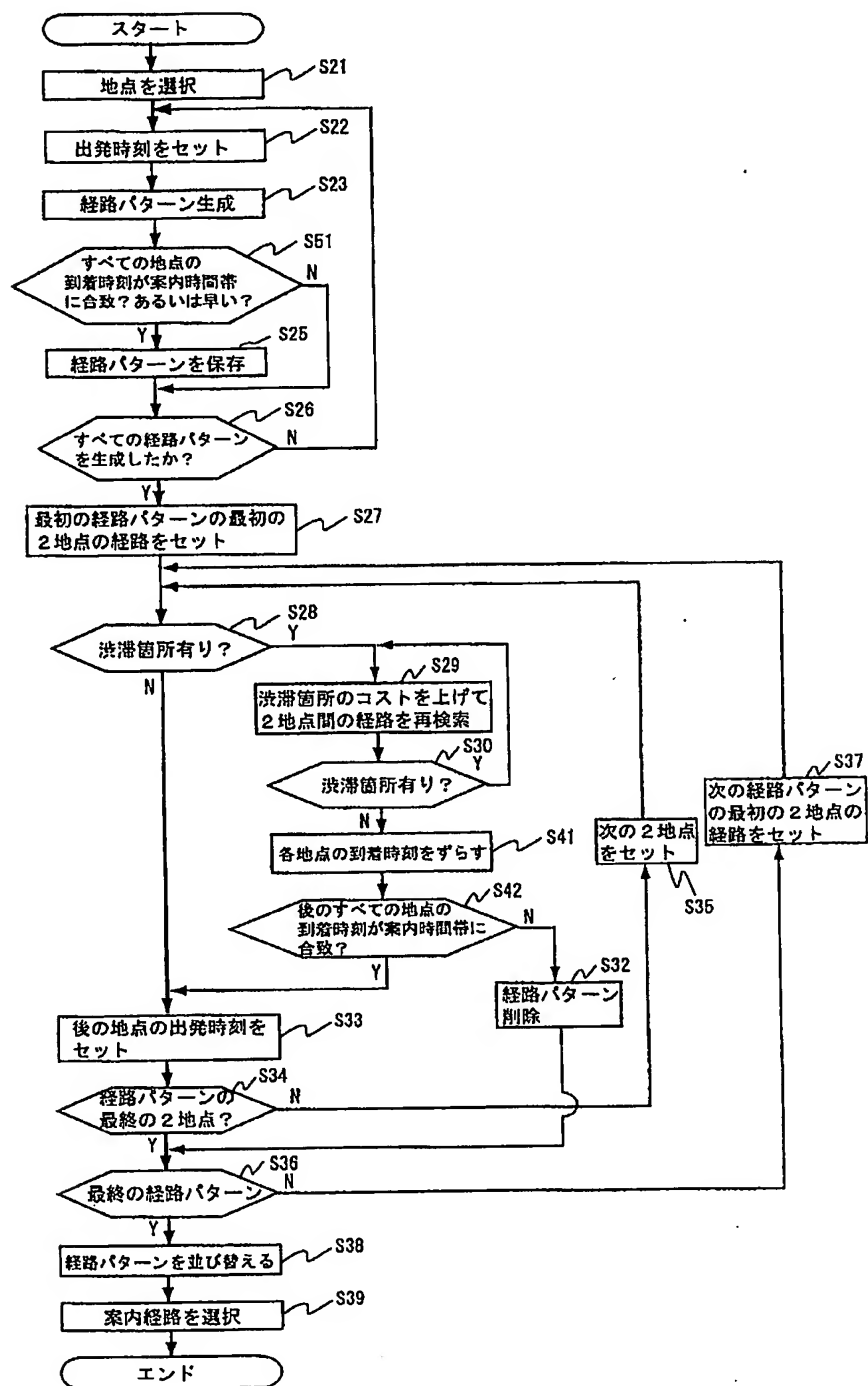 スタート
S21
地点を選択
S22
出発時刻をセット
S23
経路パターン生成
S51
すべての地点の
到着時刻が案内時間帯
に合致?あるいは早い?
N
Y
S25
経路パターンを保存
S26
すべての経路パターン
を生成したか?
N
Y
S27
最初の経路パターンの最初の
2地点の経路をセット
S28
渋滞箇所有り?
Y
N
S29
渋滞箇所のコストを上げて
2地点間の経路を再検索
S30
渋滞箇所有り?
Y
N
S41
各地点の到着時刻をずらす
S42
後のすべての地点の
到着時刻が案内時間帯に
合致?
N
Y
S32
経路パターン
削除
S35
次の2地点
をセット
S37
次の経路パターン
の最初の2地点の
経路をセット
S33
後の地点の出発時刻を
セット
S34
経路パターンの
最終の2地点?
N
Y
S36
最終の経路パターン
N
Y
S38
経路パターンを並び替える
S39
案内経路を選択
エンド